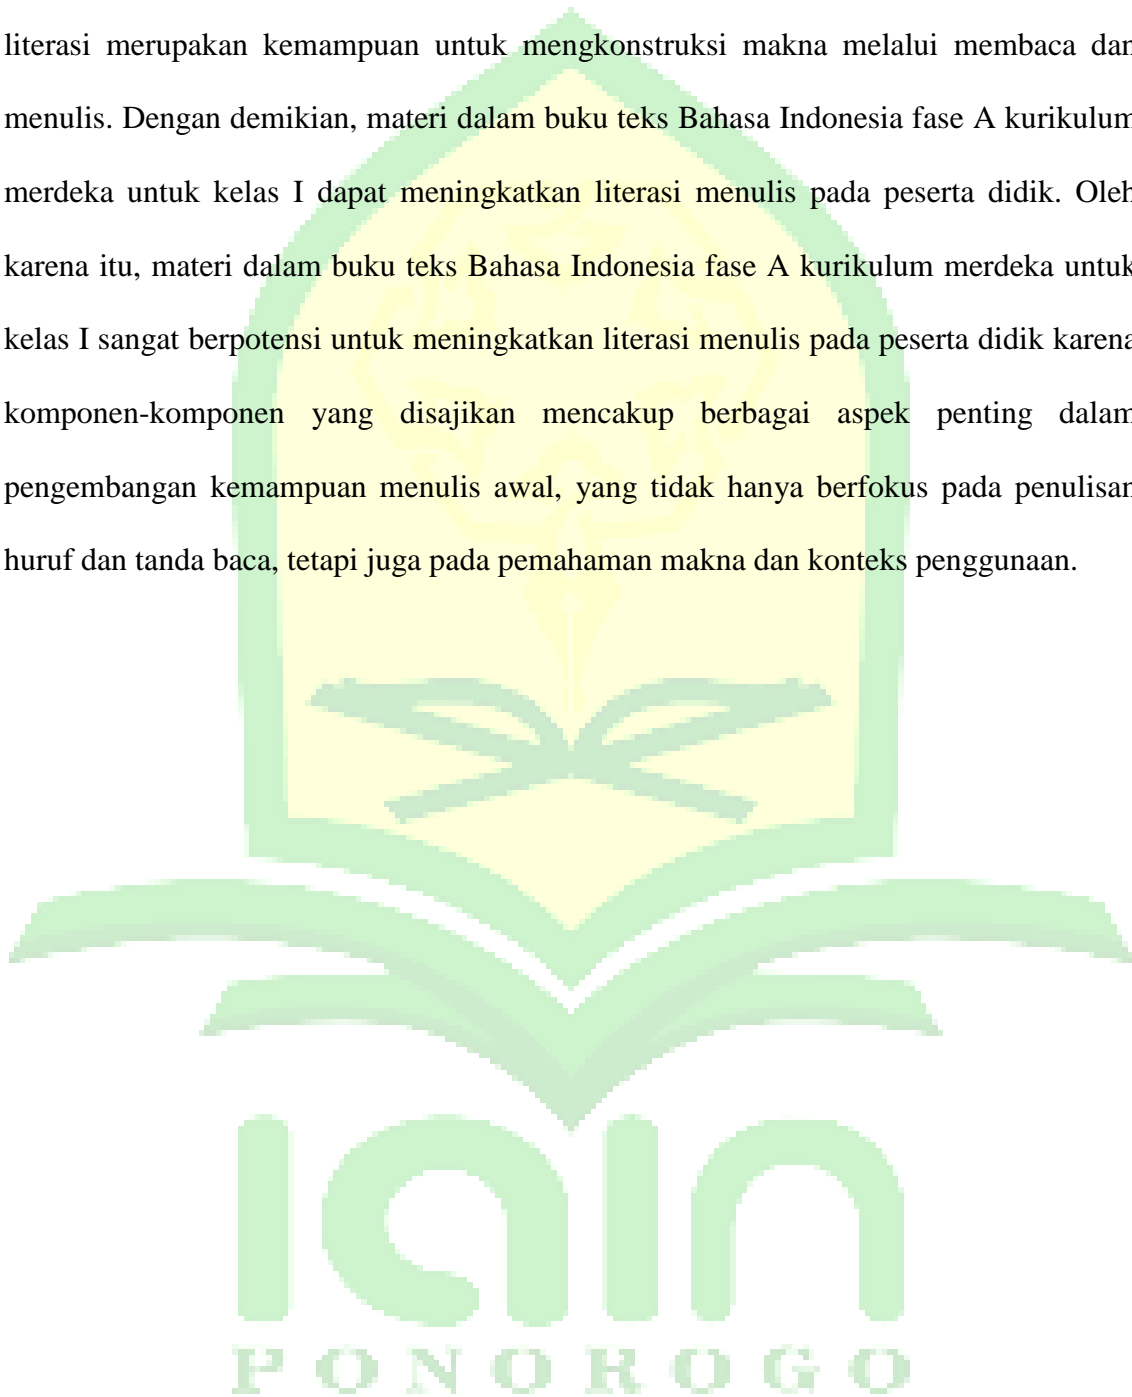 literasi merupakan kemampuan untuk mengkonstruksi makna melalui membaca dan
menulis. Dengan demikian, materi dalam buku teks Bahasa Indonesia fase A kurikulum
merdeka untuk kelas I dapat meningkatkan literasi menulis pada peserta didik. Oleh
karena itu, materi dalam buku teks Bahasa Indonesia fase A kurikulum merdeka untuk
kelas I sangat berpotensi untuk meningkatkan literasi menulis pada peserta didik karena
komponen-komponen yang disajikan mencakup berbagai aspek penting dalam
pengembangan kemampuan menulis awal, yang tidak hanya berfokus pada penulisan
huruf dan tanda baca, tetapi juga pada pemahaman makna dan konteks penggunaan.
iain
PONOROGO